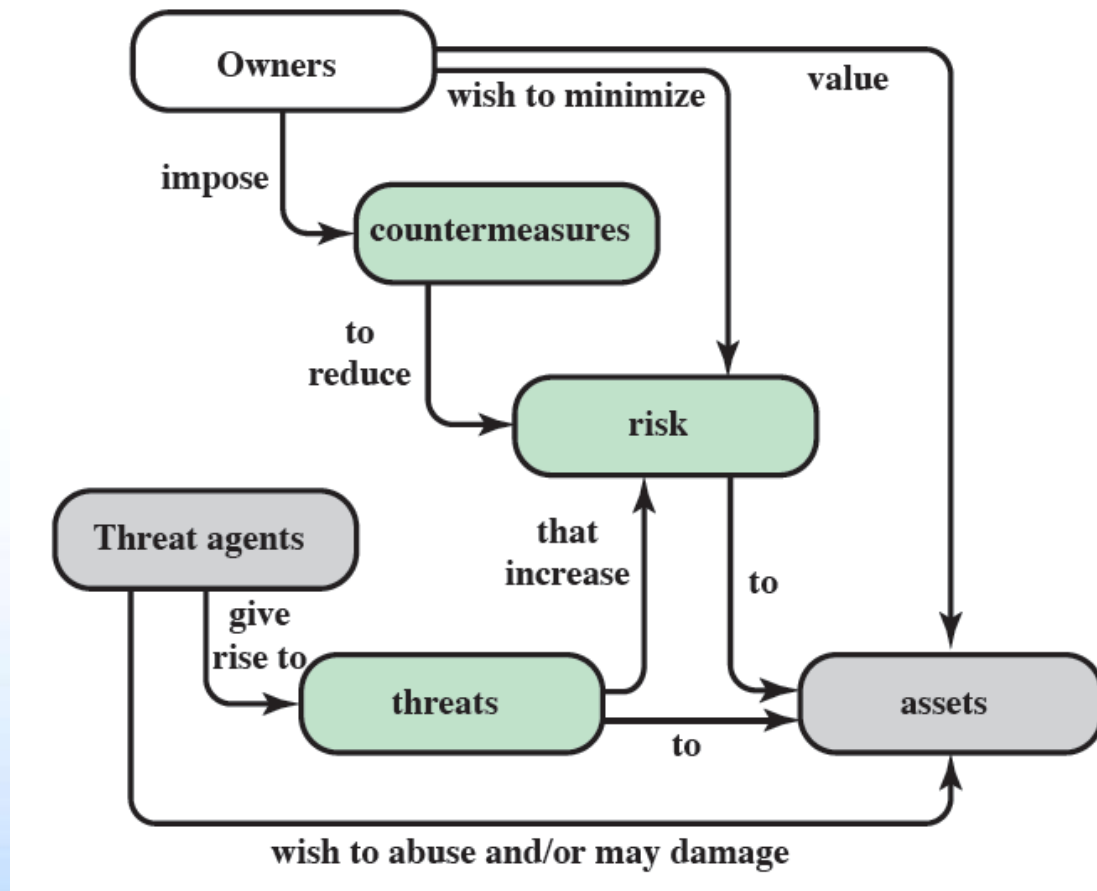 Owners
value
wish to minimize
impose
countermeasures
to
reduce
risk
Threat agents
that
increase
to
give
rise to
threats
assets
to
wish to abuse and/or may damage